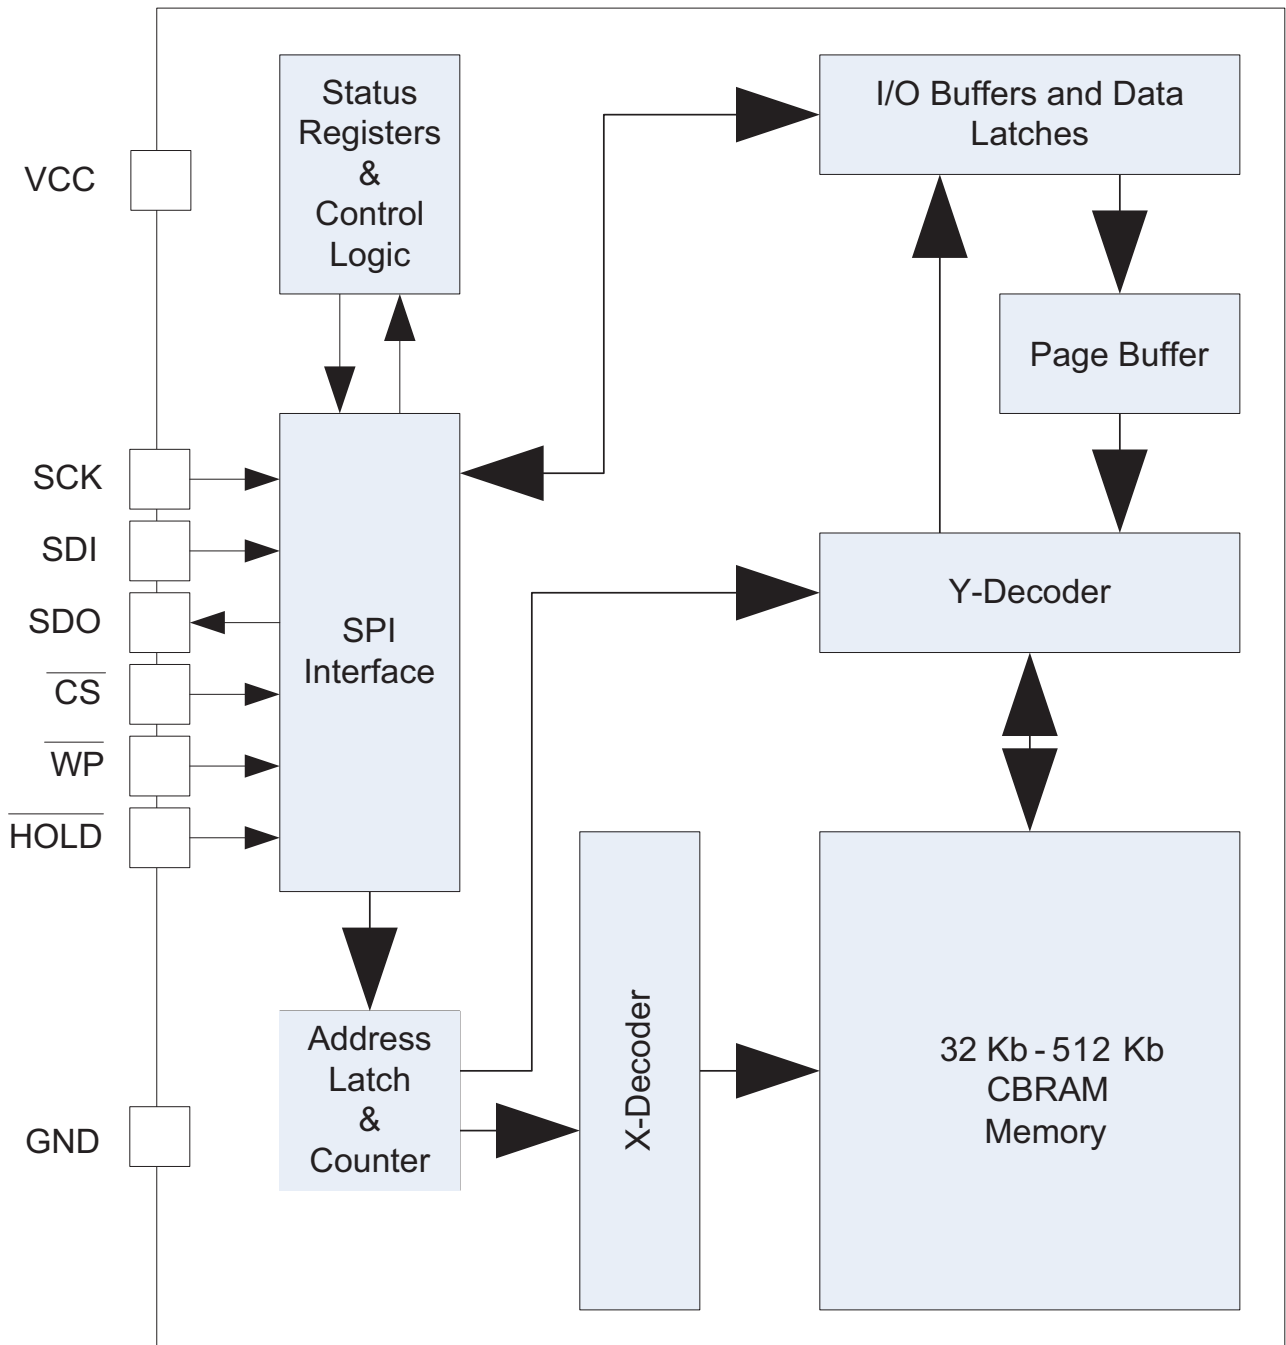 VCC
SCK
SDI
SDO
CS
WP
HOLD
GND
Status
Registers
&
Control
Logic
SPI
Interface
Address
Latch
&
Counter
X-Decoder
I/O Buffers and Data
Latches
Page Buffer
Y-Decoder
32 Kb - 512 Kb
CBRAM
Memory